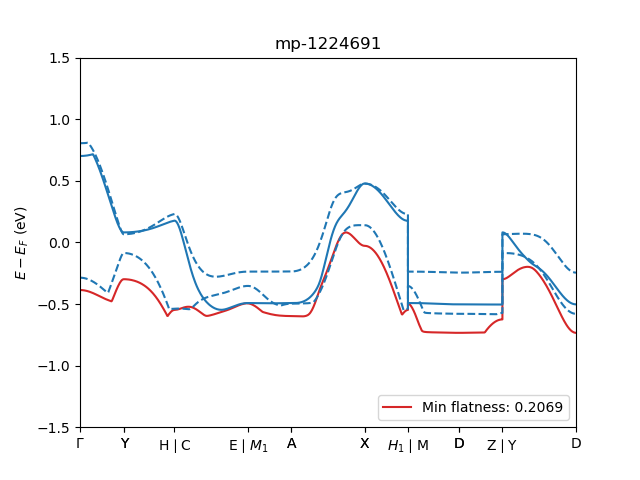 mp-1224691
E − E_F (eV)
1.5
1.0
0.5
0.0
−0.5
−1.0
−1.5
Min flatness: 0.2069
Γ Y H | C E | M₁ A X H₁ | M D Z | Y D